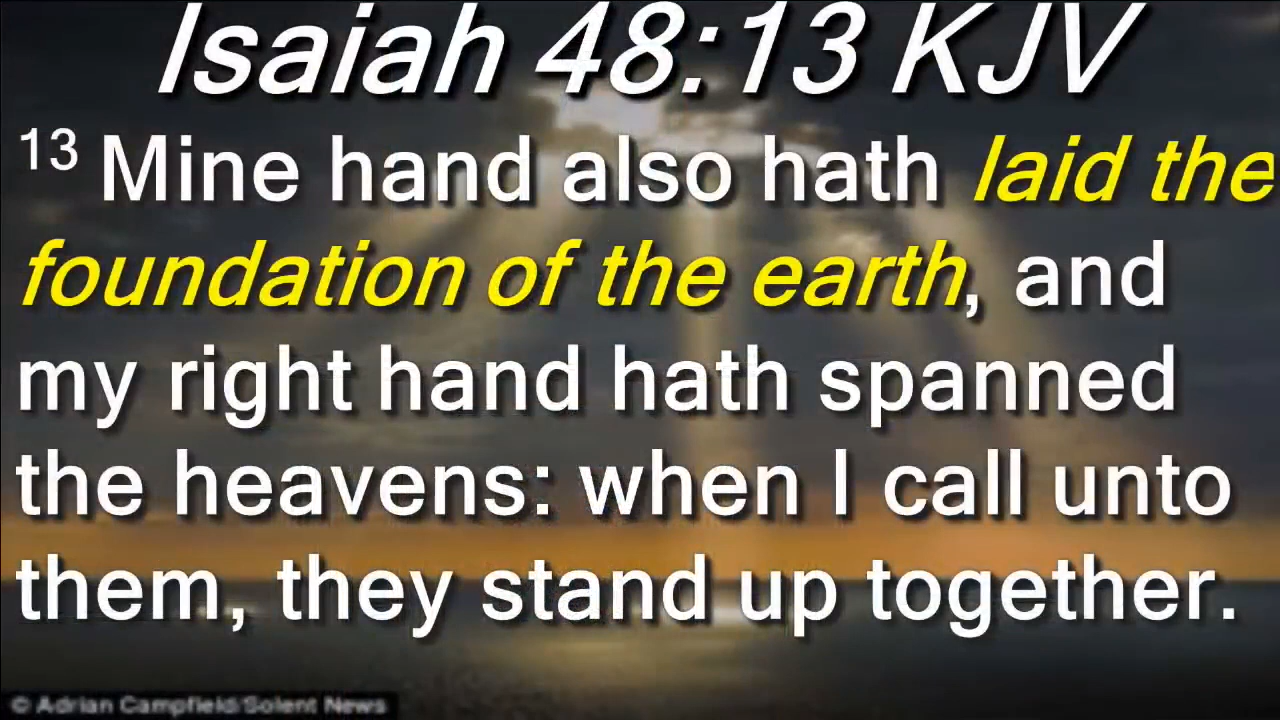 Isaiah 48:13 KJV
13 Mine hand also hath laid the
foundation of the earth, and
my right hand hath spanned
the heavens: when I call unto
them, they stand up together.
© Adrian Campfield/Solent News